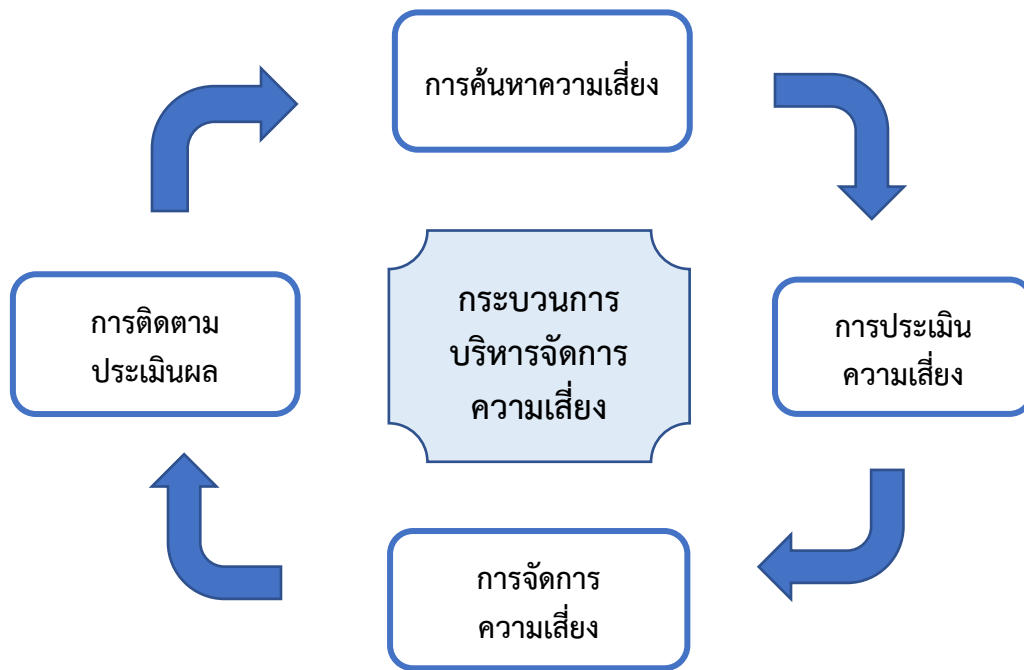 การค้นหาความเสี่ยง
การติดตาม
ประเมินผล
กระบวนการ
บริหารจัดการ
ความเสี่ยง
การประเมิน
ความเสี่ยง
การจัดการ
ความเสี่ยง